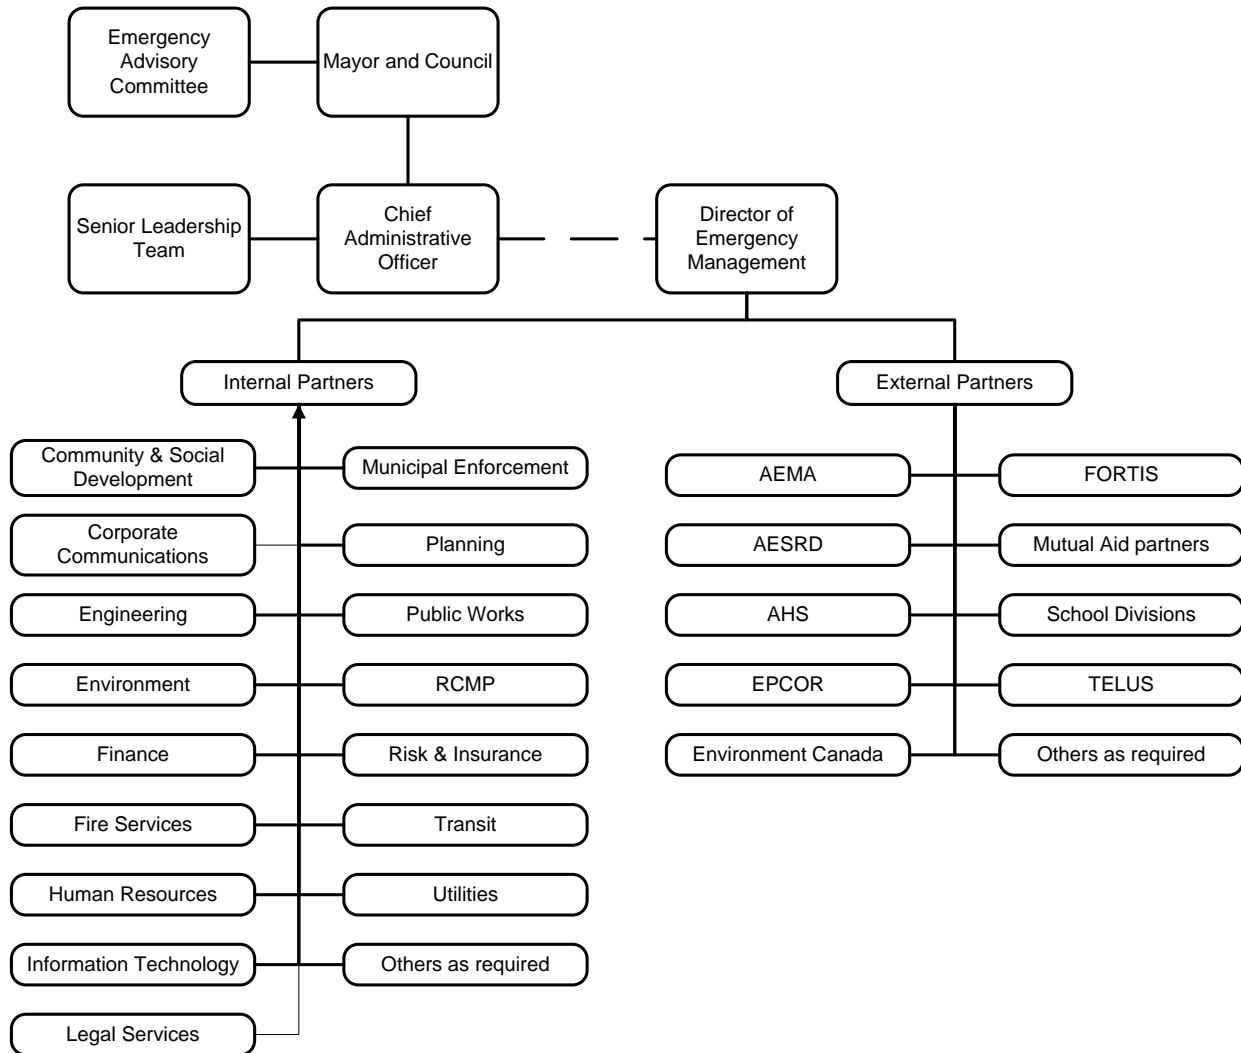 Emergency
Advisory
Committee
Mayor and Council
Senior Leadership
Team
Chief
Administrative
Officer
Director of
Emergency
Management
Internal Partners
External Partners
Community & Social
Development
Municipal Enforcement
Corporate
Communications
Planning
Engineering
Public Works
Environment
RCMP
Finance
Risk & Insurance
Fire Services
Transit
Human Resources
Utilities
Information Technology
Others as required
Legal Services
AEMA
FORTIS
AESRD
Mutual Aid partners
AHS
School Divisions
EPCOR
TELUS
Environment Canada
Others as required